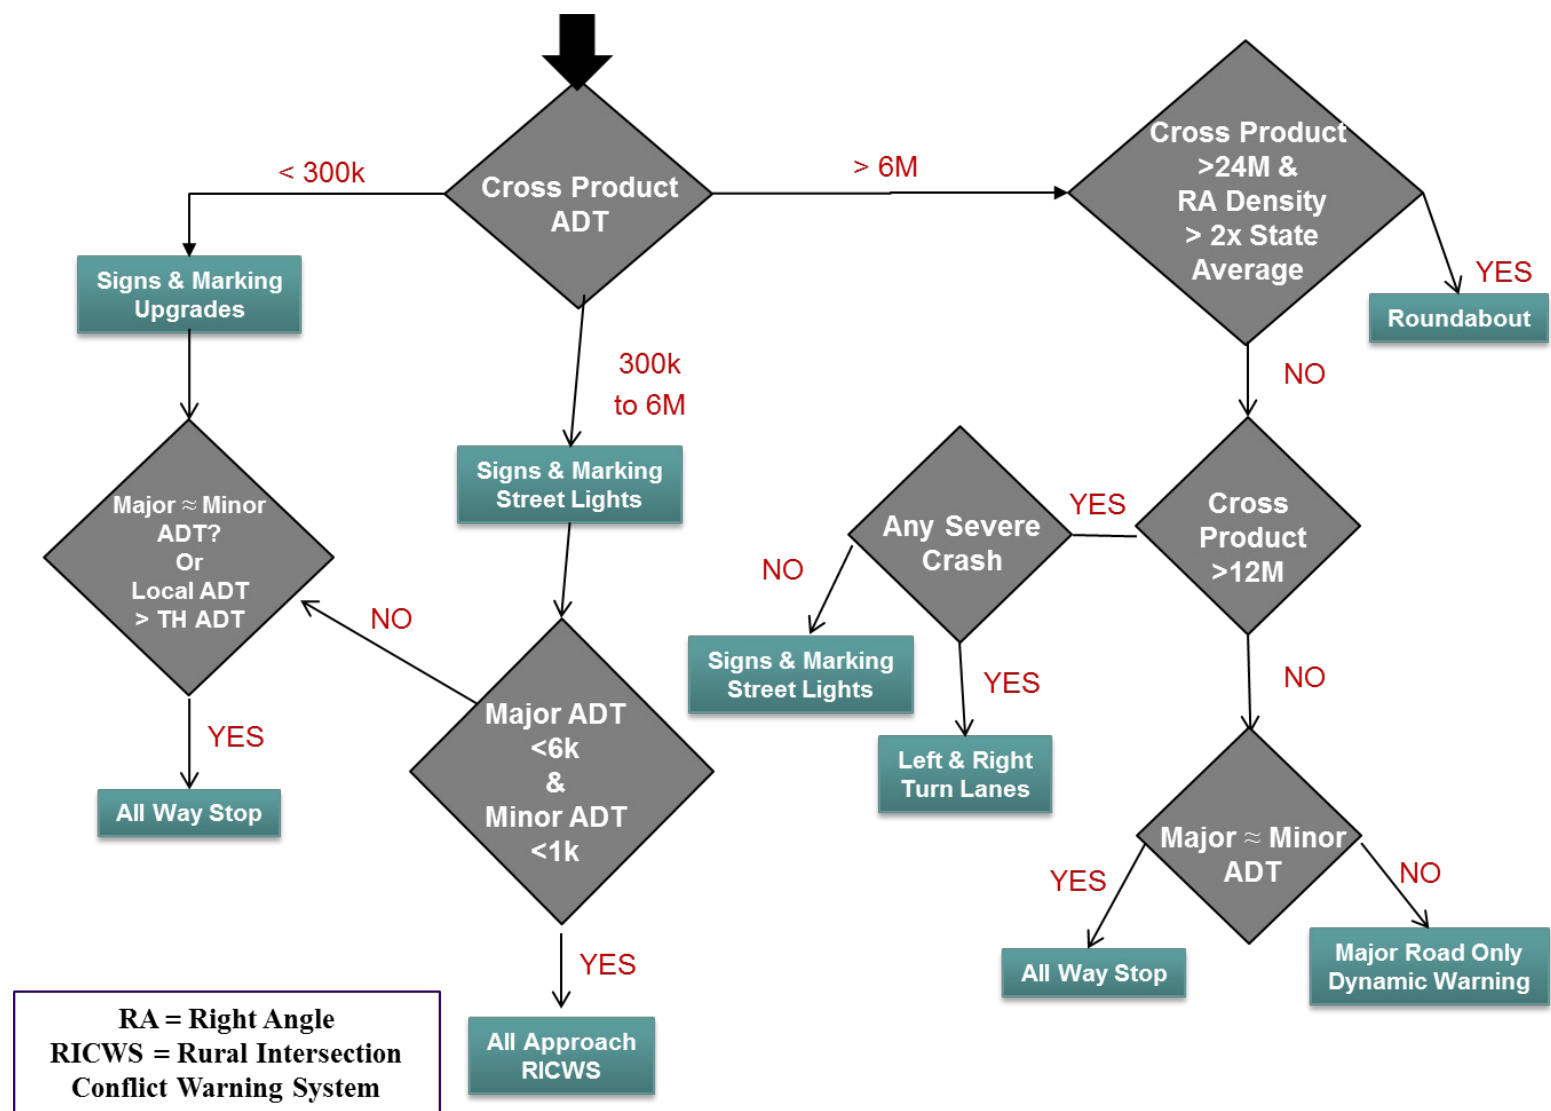 Cross Product
ADT
< 300k
> 6M
Cross Product
>24M &
RA Density
> 2x State
Average
YES
Roundabout
NO
Signs & Marking
Upgrades
300k
to 6M
Signs & Marking
Street Lights
Major ≈ Minor
ADT?
Or
Local ADT
> TH ADT
NO
YES
All Way Stop
Major ADT
<6k
&
Minor ADT
<1k
YES
All Approach
RICWS
Cross
Product
>12M
YES
Any Severe
Crash
NO
Signs & Marking
Street Lights
YES
Left & Right
Turn Lanes
NO
Major ≈ Minor
ADT
YES
All Way Stop
NO
Major Road Only
Dynamic Warning
RA = Right Angle
RICWS = Rural Intersection
Conflict Warning System